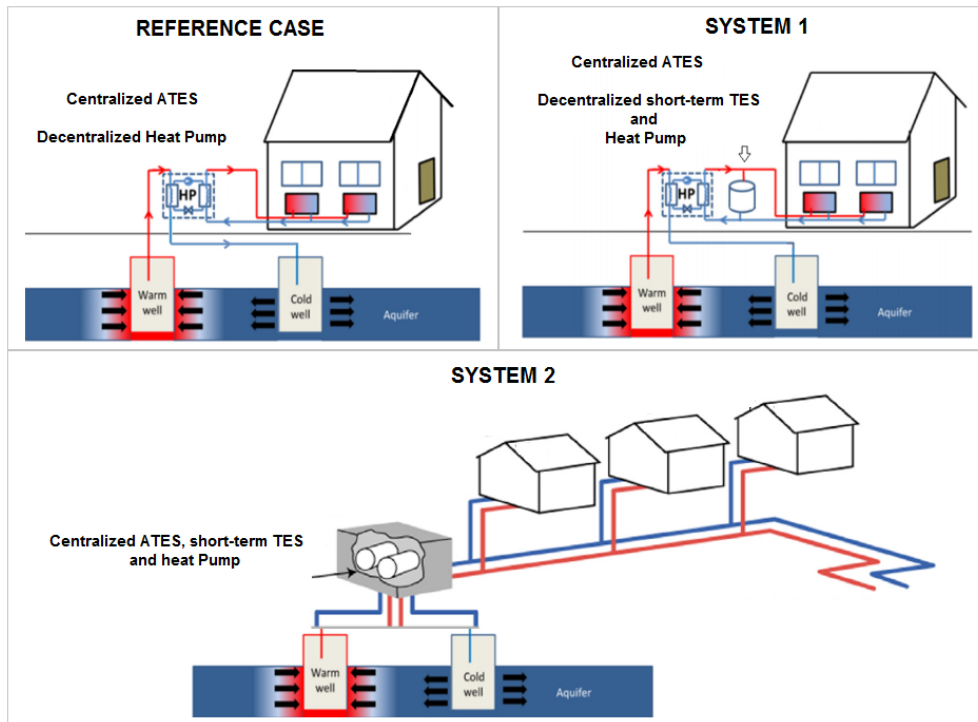 REFERENCE CASE
Centralized ATES
Decentralized Heat Pump
HP
Warm
well
Cold
well
Aquifer
SYSTEM 1
Centralized ATES
Decentralized short-term TES
and
Heat Pump
HP
Warm
well
Cold
well
Aquifer
SYSTEM 2
Centralized ATES, short-term TES
and heat Pump
Warm
well
Cold
well
Aquifer